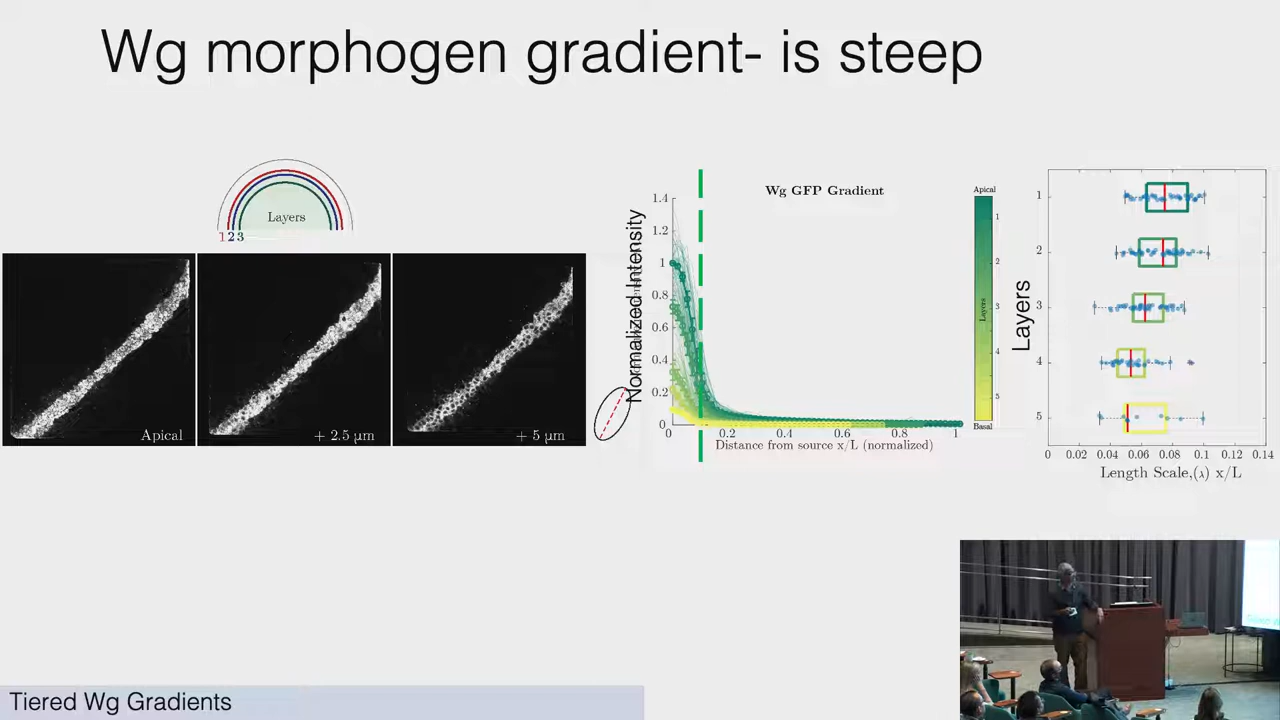 Wg morphogen gradient- is steep
Layers
1 2 3
Apical
+ 2.5 µm
+ 5 µm
Normalized Intensity
Wg GFP Gradient
1.4
1.2
1
0.8
0.6
0.4
0.2
0
0 0.2 0.4 0.6 0.8 1
Distance from source x/L (normalized)
Apical
1
2
3
4
5
Layers
Basal
Layers
1
2
3
4
5
0 0.02 0.04 0.06 0.08 0.10 0.12 0.14
Length Scale,(λ) x/L
Tiered Wg Gradients